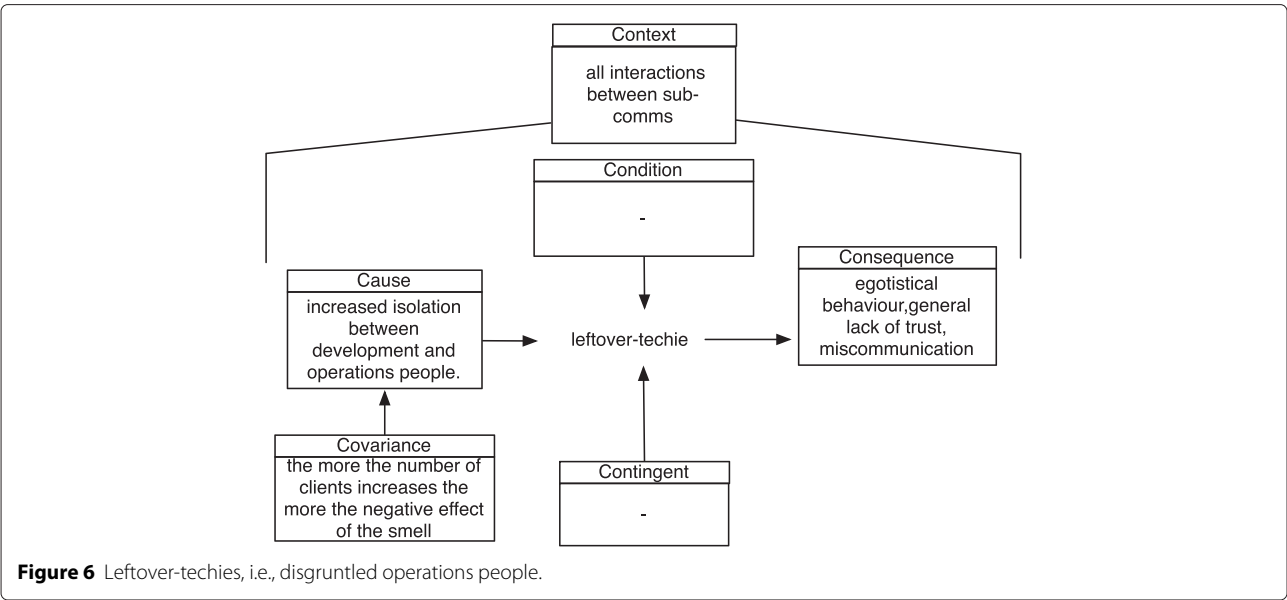 Context
all interactions
between sub-
comms
Condition
-
Cause
increased isolation
between
development and
operations people.
leftover-techie
Consequence
egotistical
behaviour,general
lack of trust,
miscommunication
Covariance
the more the number of
clients increases the
more the negative effect
of the smell
Contingent
-
Figure 6 Leftover-techies, i.e., disgruntled operations people.